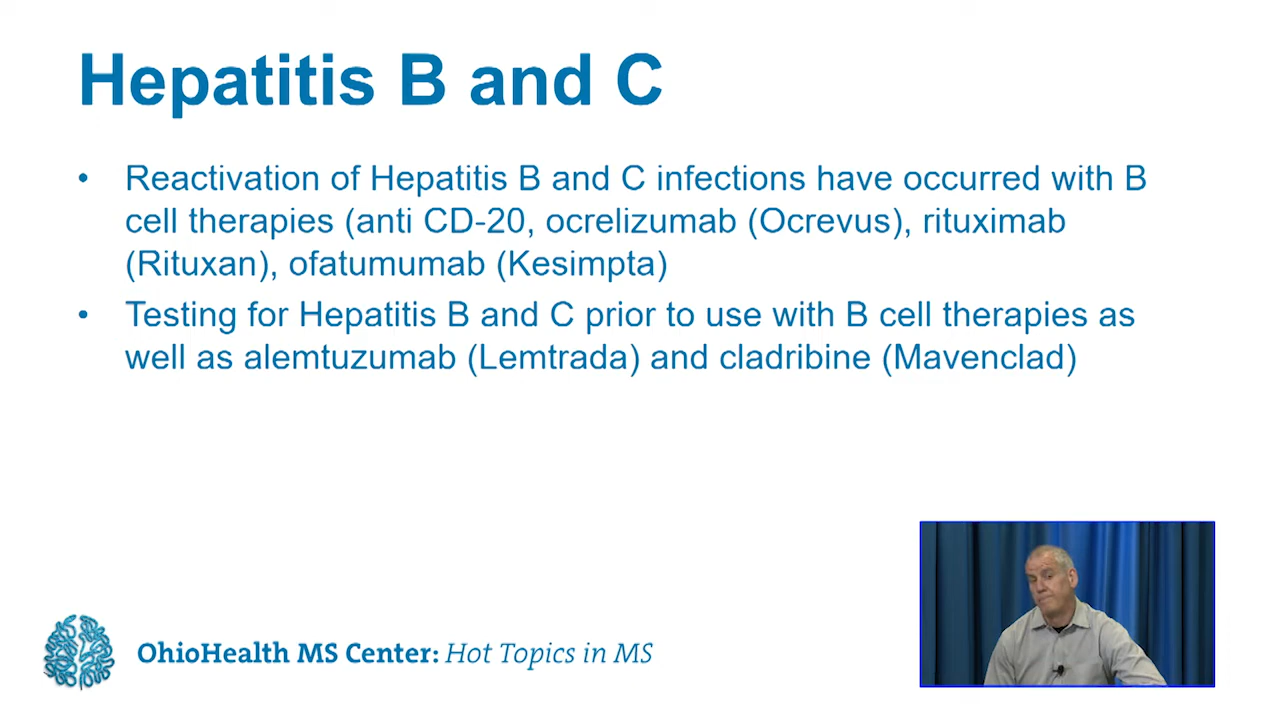 Hepatitis B and C
• Reactivation of Hepatitis B and C infections have occurred with B
cell therapies (anti CD-20, ocrelizumab (Ocrevus), rituximab
(Rituxan), ofatumumab (Kesimpta)
• Testing for Hepatitis B and C prior to use with B cell therapies as
well as alemtuzumab (Lemtrada) and cladribine (Mavenclad)
OhioHealth MS Center: Hot Topics in MS